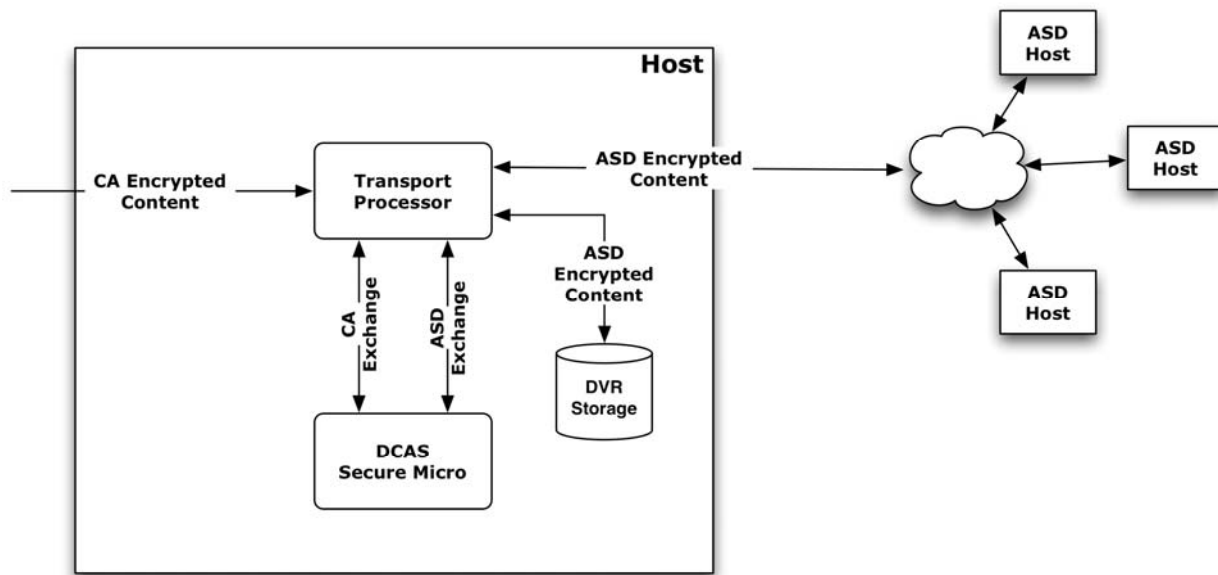 Host
CA Encrypted
Content
Transport
Processor
ASD Encrypted
Content
ASD
Encrypted
Content
CA
Exchange
ASD
Exchange
DVR
Storage
DCAS
Secure Micro
ASD
Host
ASD
Host
ASD
Host